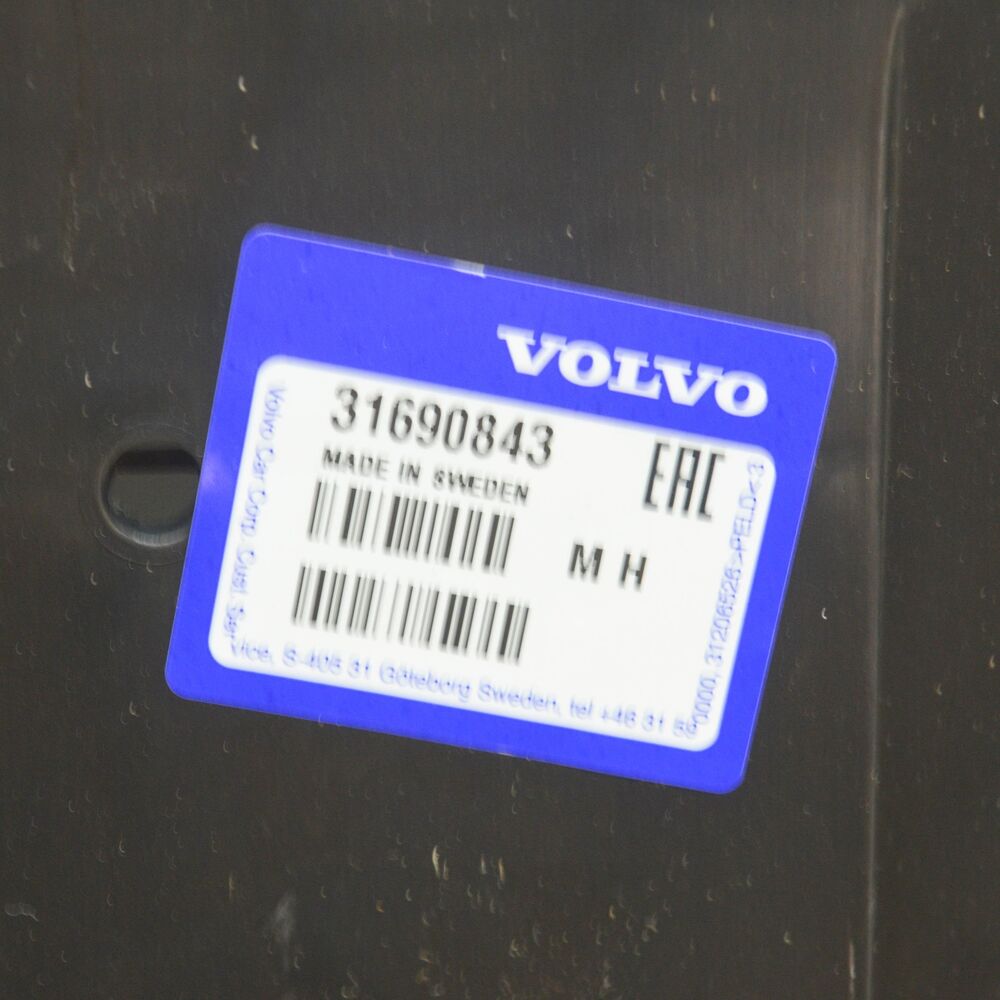 VOLVO
31690843
MADE IN SWEDEN
EAC
M H
Volvo Car Corp. Cust. Service, S-405 31 Göteborg Sweden, tel +46 31 590000, 31206526 >PELD<3